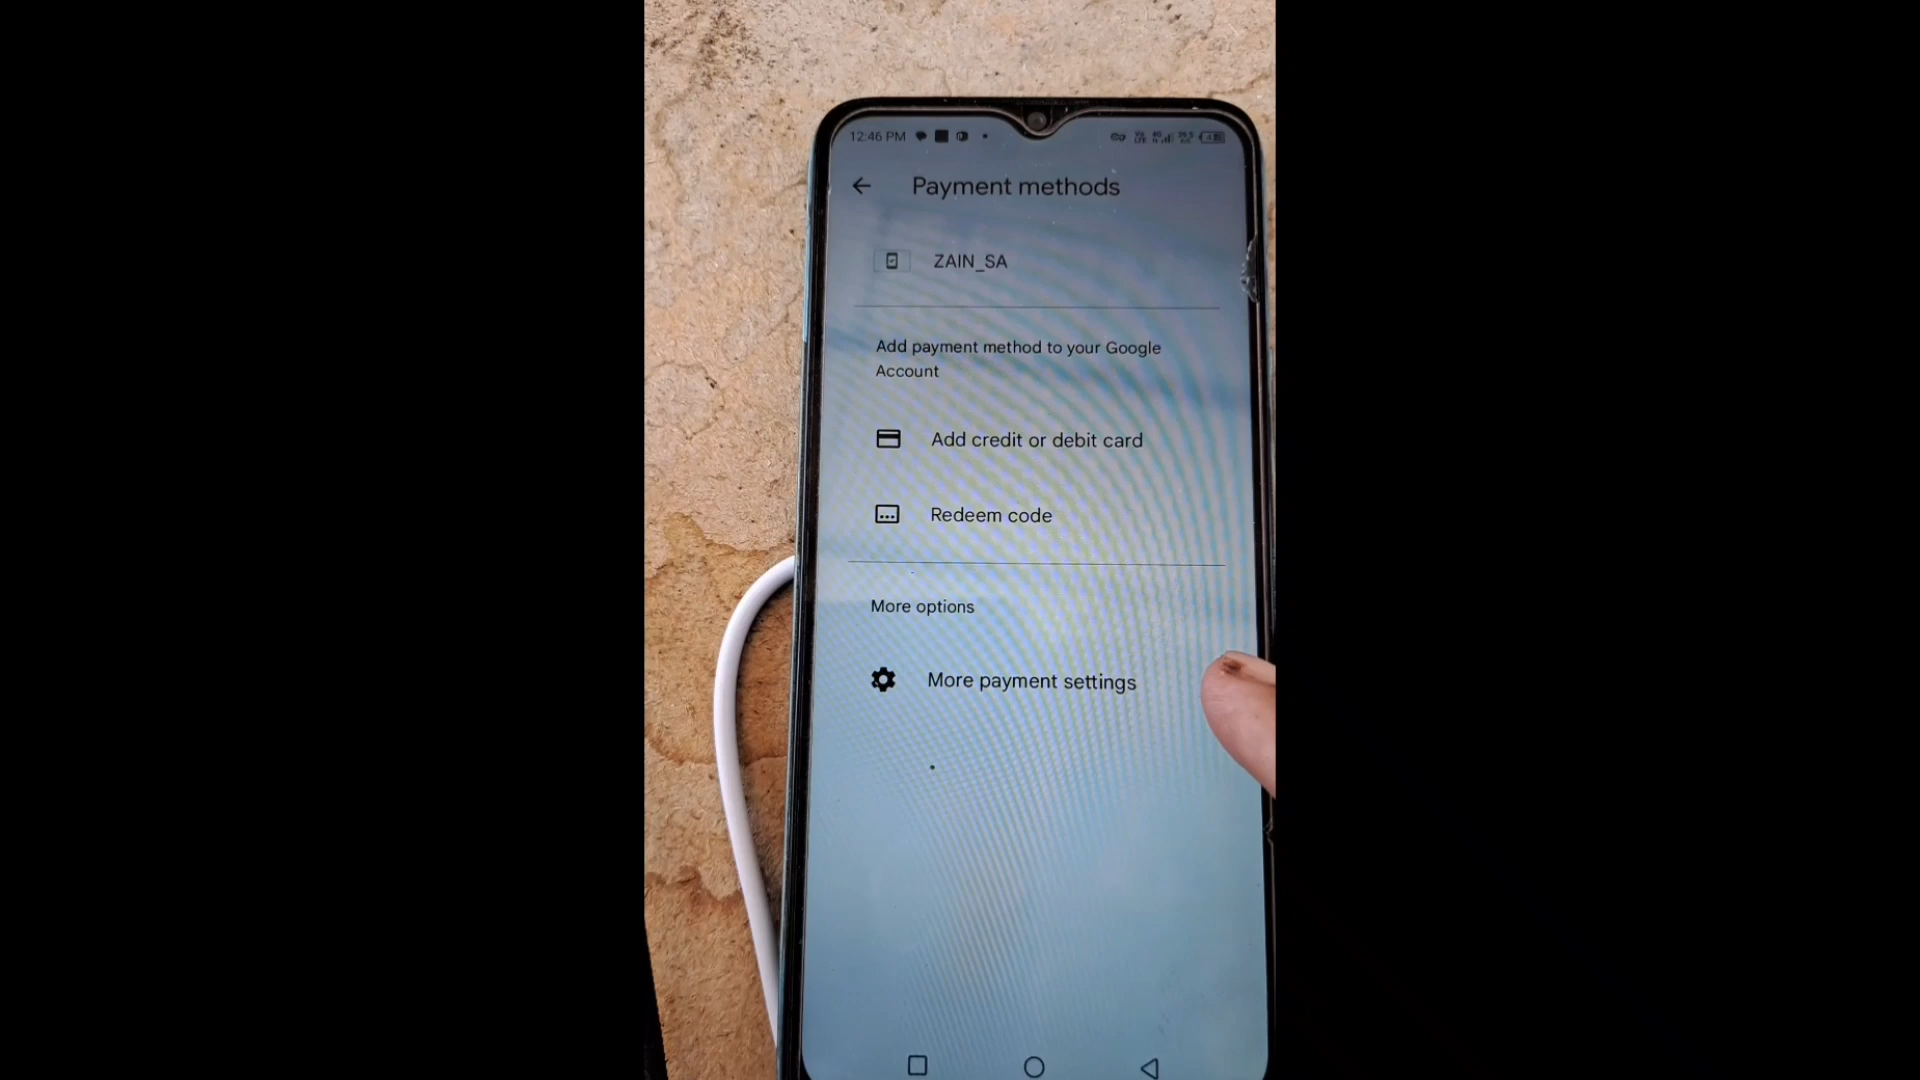 12:46 PM
Payment methods
ZAIN_SA
Add payment method to your Google
Account
Add credit or debit card
Redeem code
More options
More payment settings